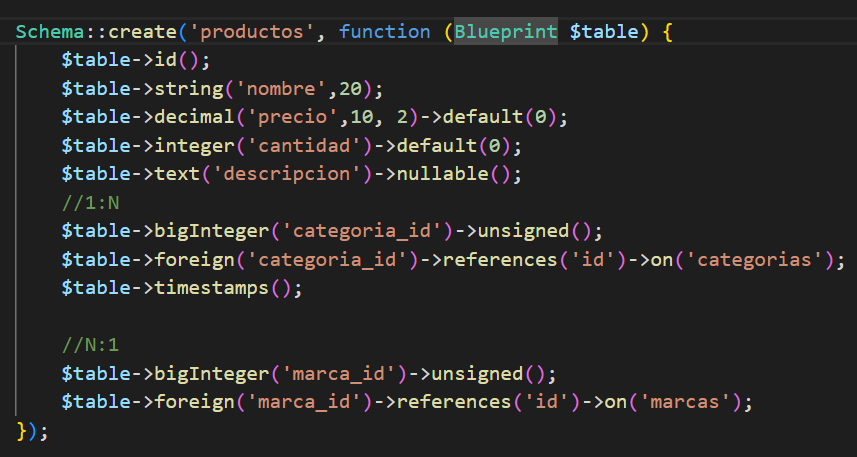 Schema::create('productos', function (Blueprint $table) {
    $table->id();
    $table->string('nombre',20);
    $table->decimal('precio',10, 2)->default(0);
    $table->integer('cantidad')->default(0);
    $table->text('descripcion')->nullable();
    //1:N
    $table->bigInteger('categoria_id')->unsigned();
    $table->foreign('categoria_id')->references('id')->on('categorias');
    $table->timestamps();

    //N:1
    $table->bigInteger('marca_id')->unsigned();
    $table->foreign('marca_id')->references('id')->on('marcas');
});